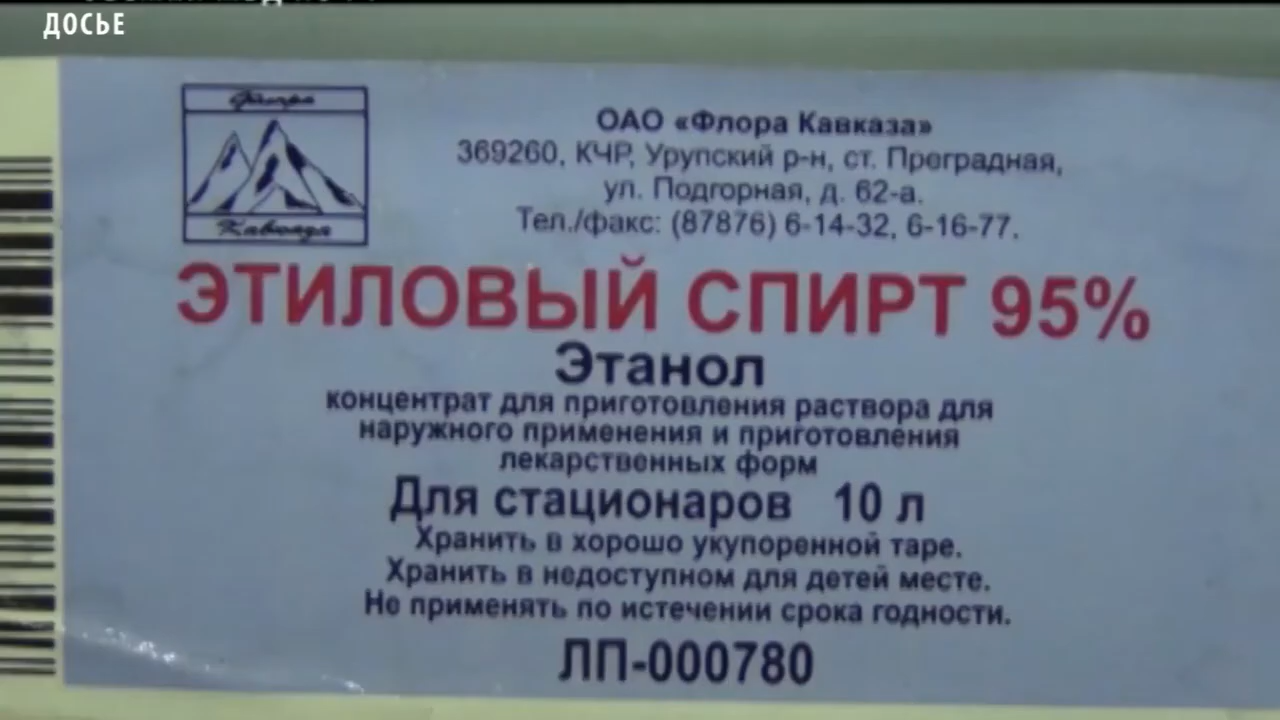 ДОСЬЕ
Флора
Кавказа
ОАО «Флора Кавказа»
369260, КЧР, Урупский р-н, ст. Преградная,
ул. Подгорная, д. 62-а.
Тел./факс: (87876) 6-14-32, 6-16-77.
ЭТИЛОВЫЙ СПИРТ 95%
Этанол
концентрат для приготовления раствора для
наружного применения и приготовления
лекарственных форм
Для стационаров 10 л
Хранить в хорошо укупоренной таре.
Хранить в недоступном для детей месте.
Не применять по истечении срока годности.
ЛП-000780